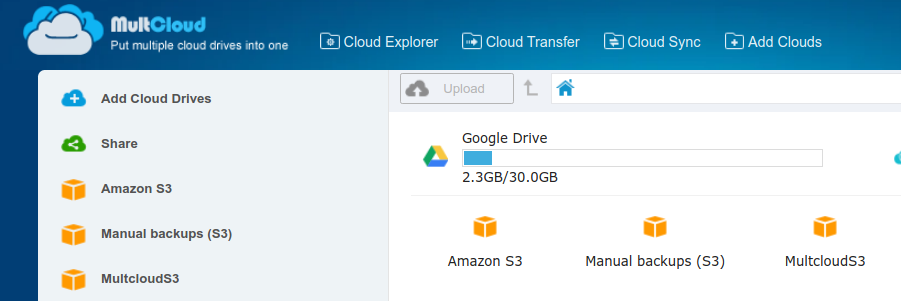 MultCloud
Put multiple cloud drives into one
Cloud Explorer
Cloud Transfer
Cloud Sync
Add Clouds
Add Cloud Drives
Share
Amazon S3
Manual backups (S3)
MultcloudS3
Upload
Google Drive
2.3GB/30.0GB
Amazon S3
Manual backups (S3)
MultcloudS3